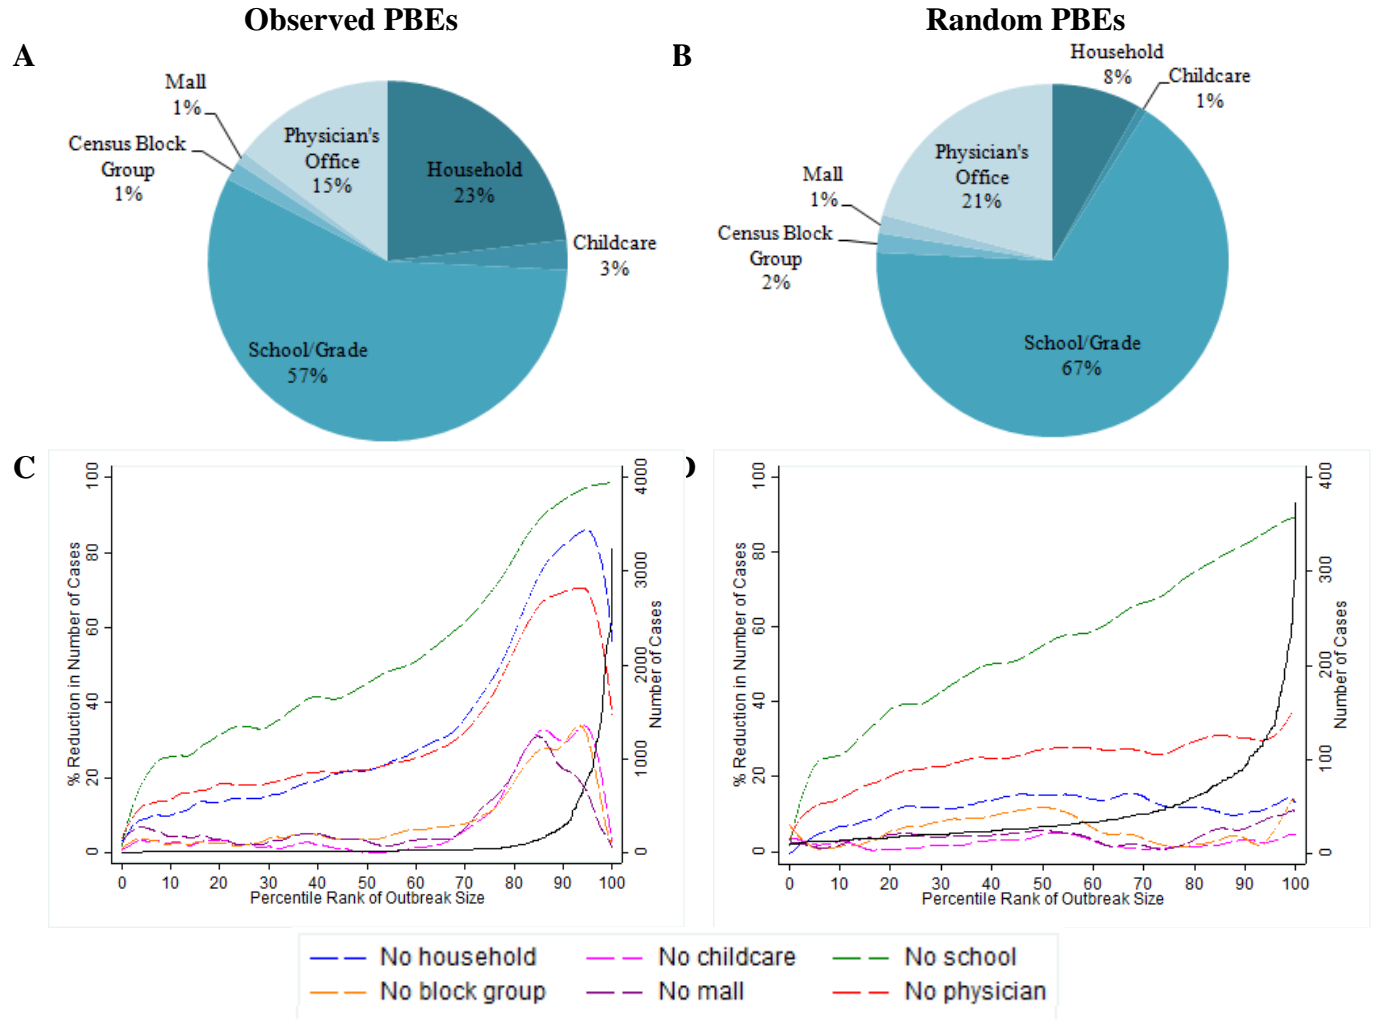 Observed PBEs
Random PBEs
A
B
Mall
1%
Census Block
Group
1%
Physician's
Office
15%
Household
23%
Childcare
3%
School/Grade
57%
Household
8%
Childcare
1%
Physician's
Office
21%
Mall
1%
Census Block
Group
2%
School/Grade
67%
C
% Reduction in Number of Cases
0 20 40 60 80 100
Number of Cases
0 1000 2000 3000 4000
0 10 20 30 40 50 60 70 80 90 100
Percentile Rank of Outbreak Size
D
% Reduction in Number of Cases
0 20 40 60 80 100
Number of Cases
0 100 200 300 400
0 10 20 30 40 50 60 70 80 90 100
Percentile Rank of Outbreak Size
No household No childcare No school
No block group No mall No physician